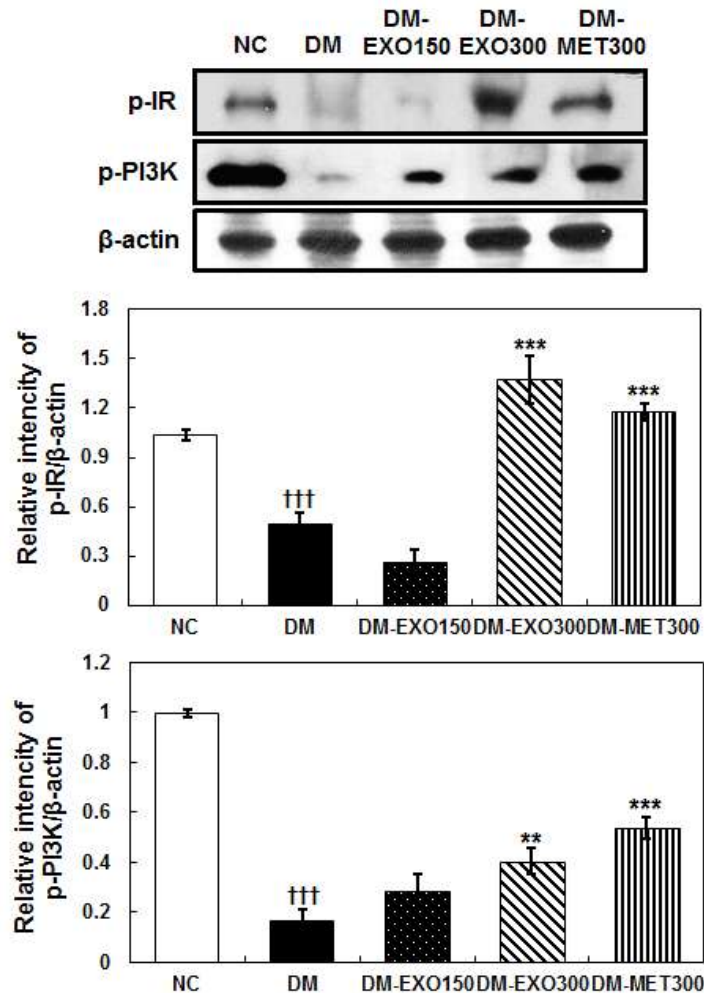 NC DM DM-EXO150 DM-EXO300 DM-MET300
p-IR
p-PI3K
β-actin
Relative intencity of p-IR/β-actin
1.8
1.5
1.2
0.9
0.6
0.3
0
†††
***
***
NC DM DM-EXO150 DM-EXO300 DM-MET300
Relative intencity of p-PI3K/β-actin
1.2
1
0.8
0.6
0.4
0.2
0
†††
**
***
NC DM DM-EXO150 DM-EXO300 DM-MET300